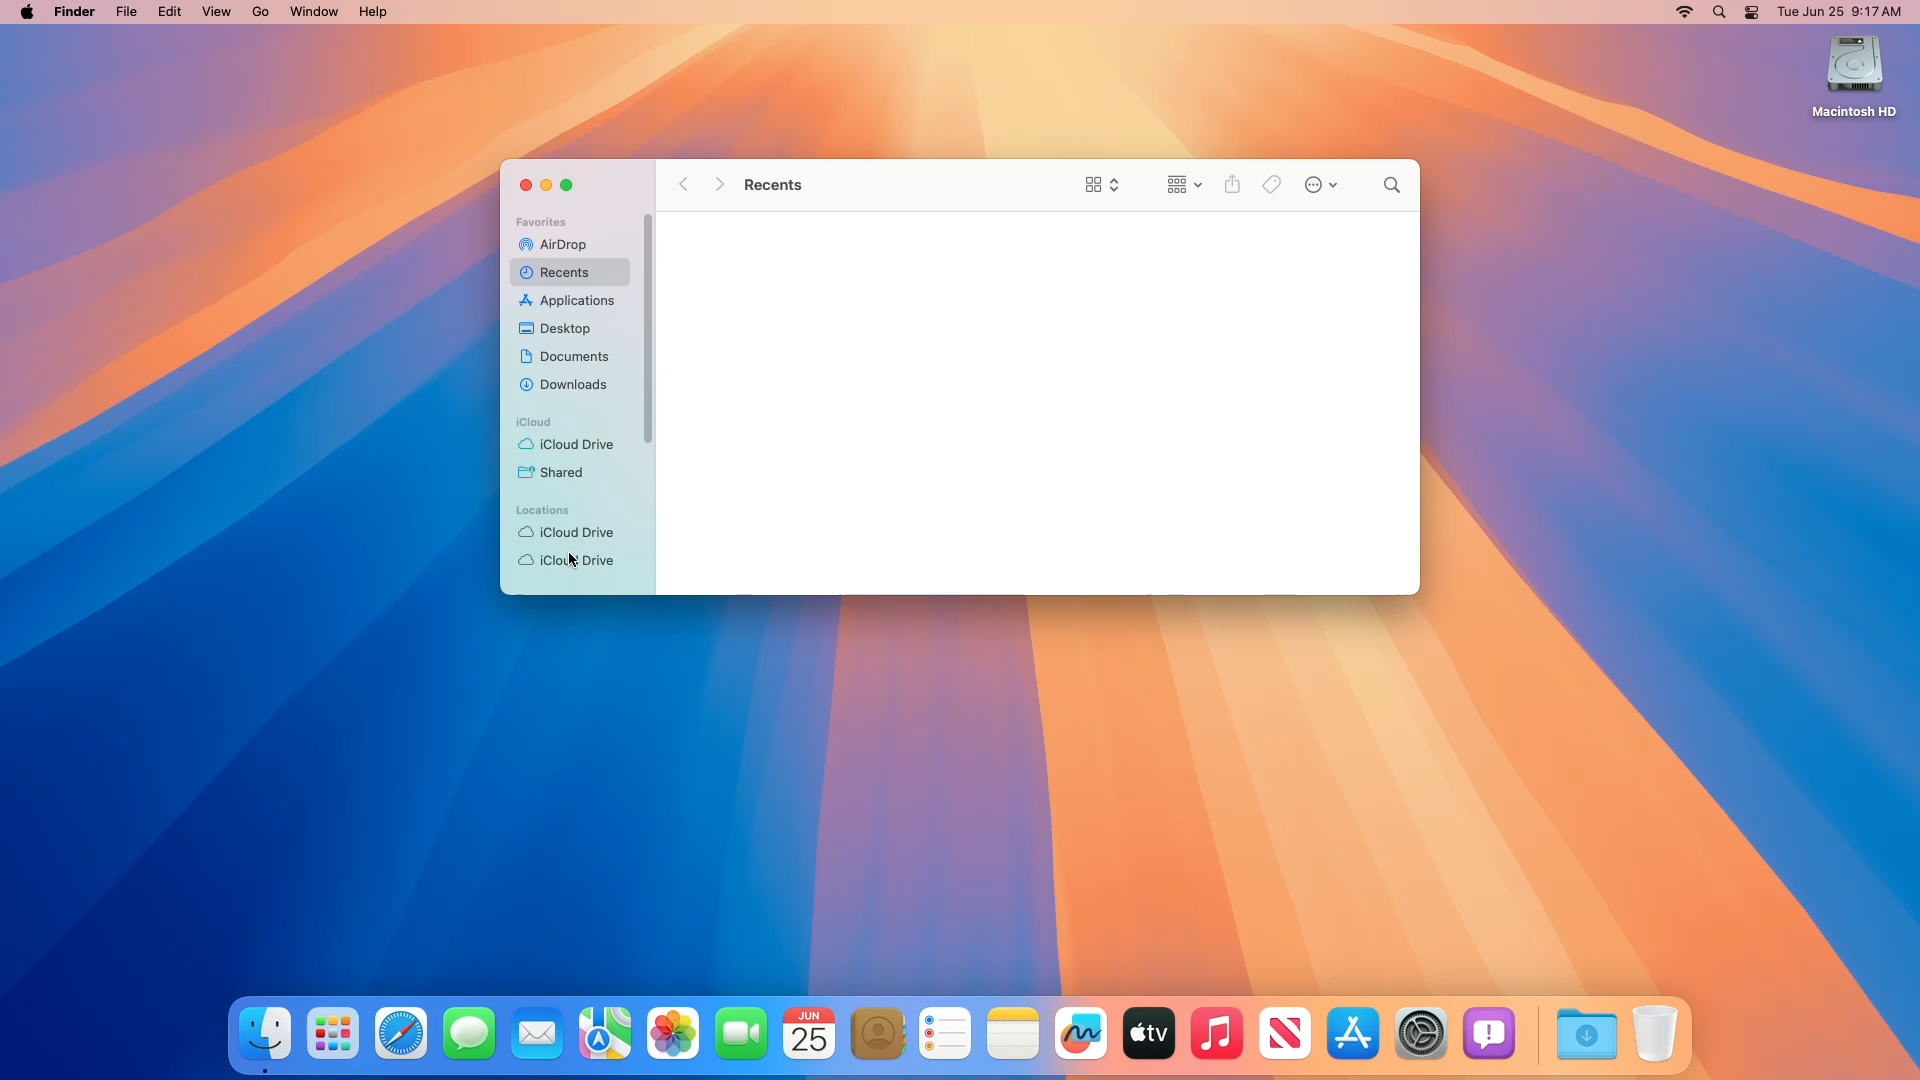 Finder File Edit View Go Window Help Tue Jun 25 9:17 AM
Macintosh HD
Recents
Favorites
AirDrop
Recents
Applications
Desktop
Documents
Downloads
iCloud
iCloud Drive
Shared
Locations
iCloud Drive
iCloud Drive
JUN
25
tv